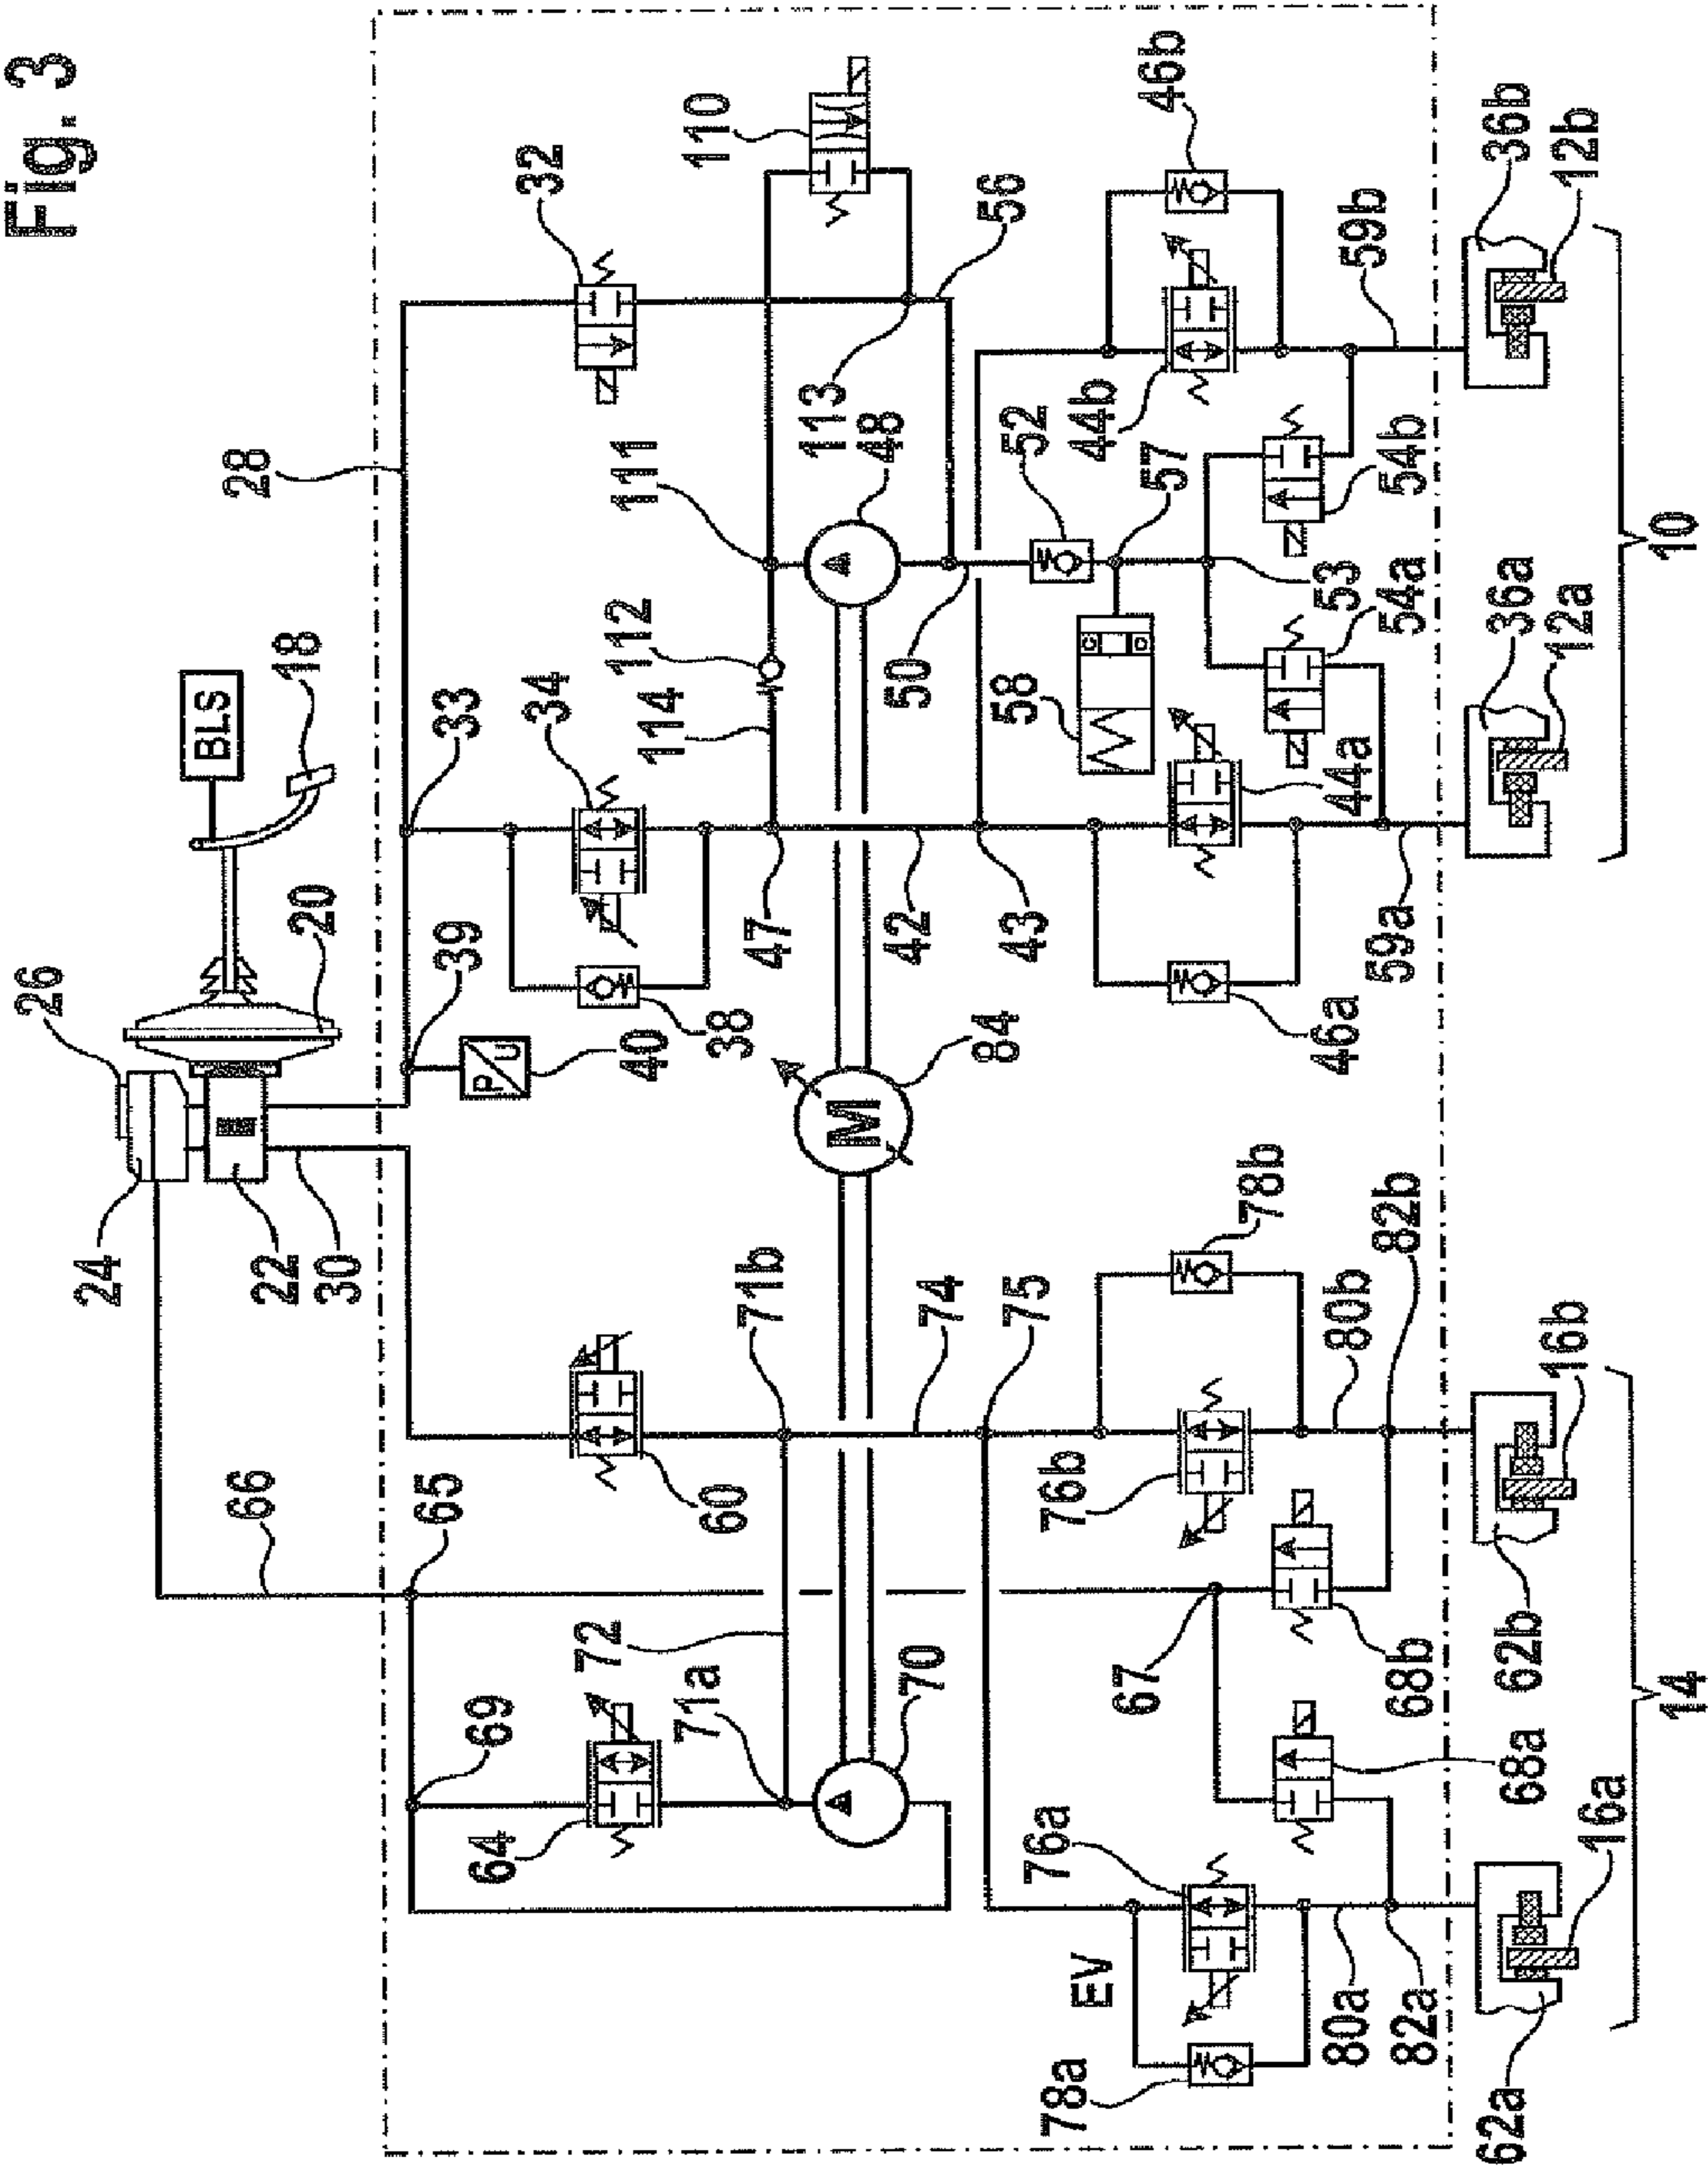 Fig. 3
26
24
22
30
20
18
BLS
28
66
65
69
64
72
71a
70
60
71b
74
75
39
P
U
40
38
33
34
47
42
43
114
112
111
32
110
113
48
56
50
52
57
58
M
84
67
76a
EV
78a
80a
82a
68a
68b
76b
78b
80b
82b
46a
44a
59a
54a
53
54b
44b
46b
59b
62a
16a
62b
16b
14
36a
12a
36b
12b
10